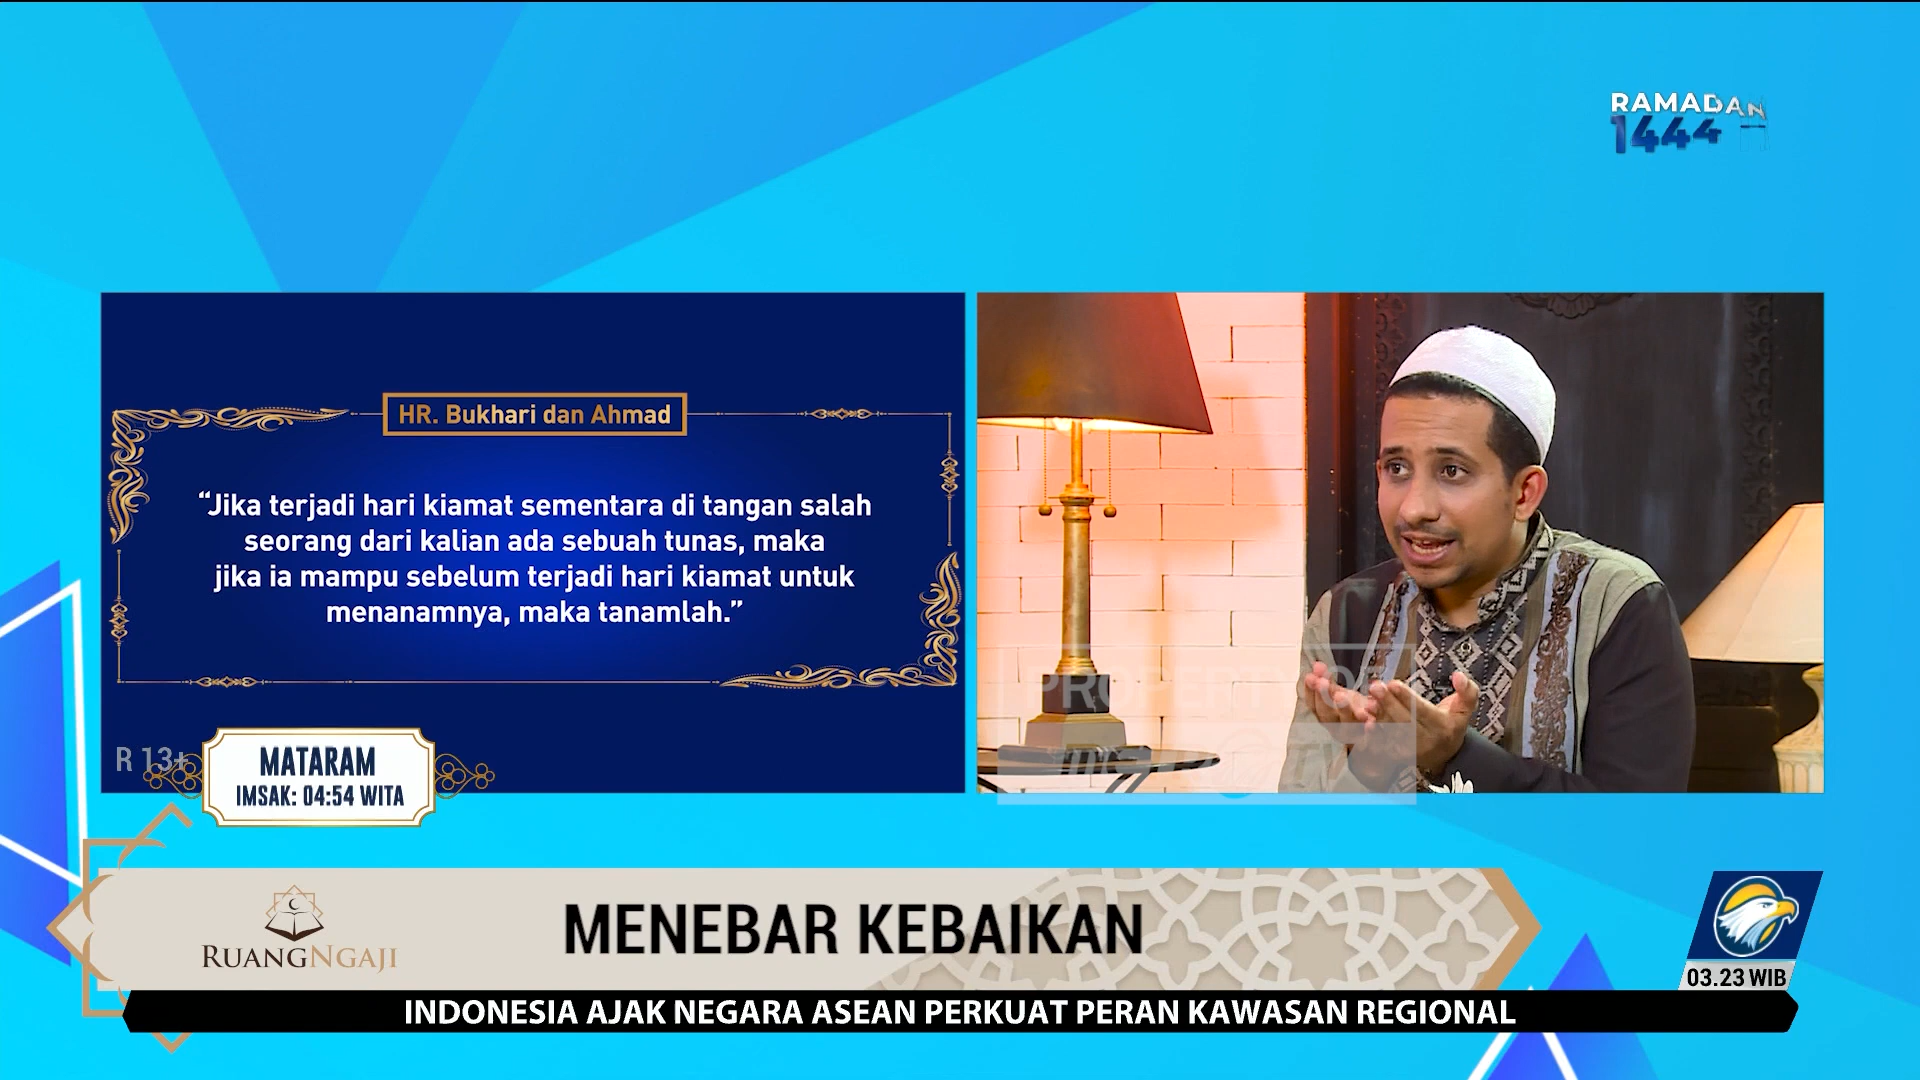 RAMADAN
1444 H
HR. Bukhari dan Ahmad
“Jika terjadi hari kiamat sementara di tangan salah
seorang dari kalian ada sebuah tunas, maka
jika ia mampu sebelum terjadi hari kiamat untuk
menanamnya, maka tanamlah.”
PROPERTY OF
R 13+
MATARAM
IMSAK: 04:54 WITA
RUANGNGAJI
MENEBAR KEBAIKAN
03.23 WIB
INDONESIA AJAK NEGARA ASEAN PERKUAT PERAN KAWASAN REGIONAL